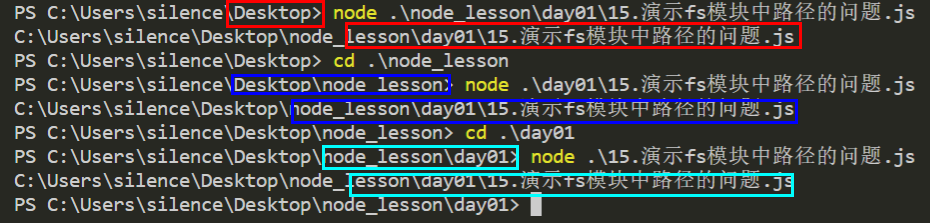 PS C:\Users\silence\Desktop> node .\node_lesson\day01\15.演示fs模块中路径的问题.js
C:\Users\silence\Desktop\node_lesson\day01\15.演示fs模块中路径的问题.js
PS C:\Users\silence\Desktop> cd .\node_lesson
PS C:\Users\silence\Desktop\node_lesson> node .\day01\15.演示fs模块中路径的问题.js
C:\Users\silence\Desktop\node_lesson\day01\15.演示fs模块中路径的问题.js
PS C:\Users\silence\Desktop\node_lesson> cd .\day01
PS C:\Users\silence\Desktop\node_lesson\day01> node .\15.演示fs模块中路径的问题.js
C:\Users\silence\Desktop\node_lesson\day01\15.演示fs模块中路径的问题.js
PS C:\Users\silence\Desktop\node_lesson\day01>